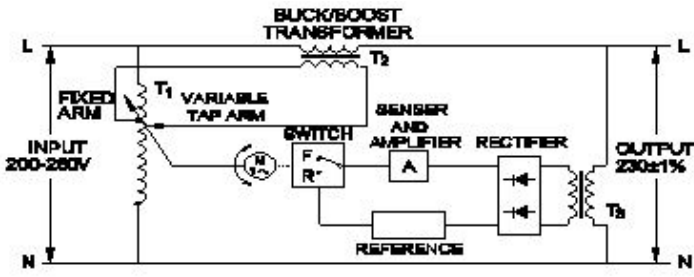 BUCK/BOOST
TRANSFORMER
L
L
T2
T1
FIXED
ARM
VARIABLE
TAP ARM
SENSER
AND
AMPLIFIER
SWITCH
RECTIFIER
INPUT
200-260V
OUTPUT
230±1%
M
F
R
A
T3
REFERENCE
N
N